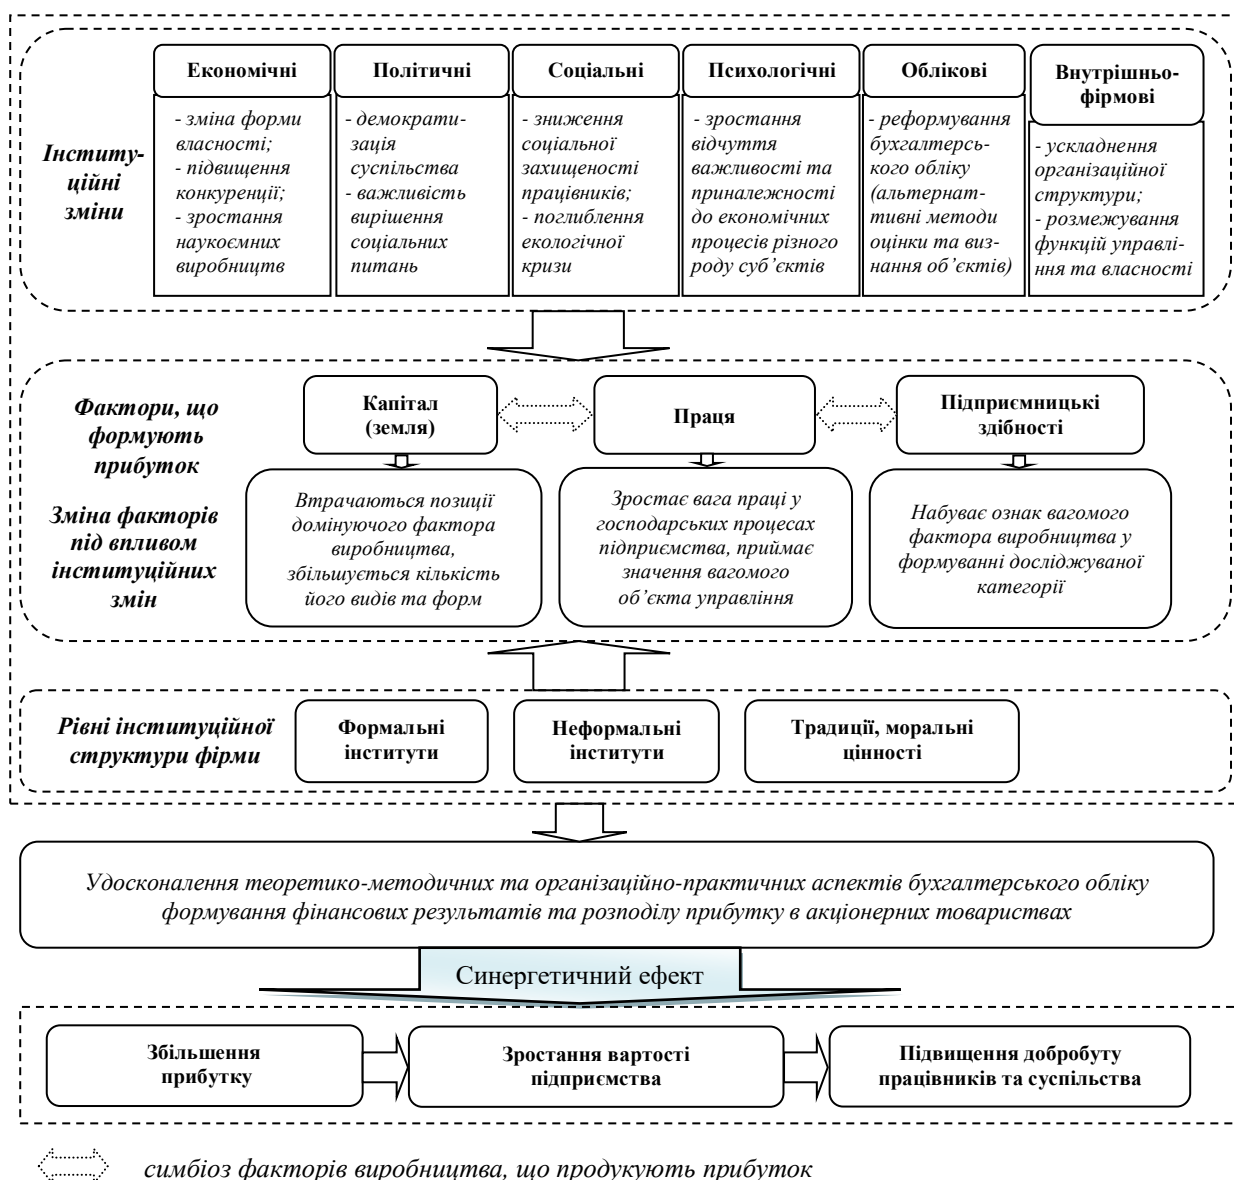 Інститу-
ційні
зміни
Економічні
- зміна форми
власності;
- підвищення
конкуренції;
- зростання
наукоємних
виробництв
Політичні
- демократи-
зація
суспільства
- важливість
вирішення
соціальних
питань
Соціальні
- зниження
соціальної
захищеності
працівників;
- поглиблення
екологічної
кризи
Психологічні
- зростання
відчуття
важливості та
приналежності
до економічних
процесів різного
роду суб’єктів
Облікові
- реформування
бухгалтерсь-
кого обліку
(альтернат-
тивні методи
оцінки та виз-
нання об’єктів)
Внутрішньо-
фірмові
- ускладнення
організаційної
структури;
- розмежування
функцій управлі-
ння та власності
Фактори, що
формують
прибуток
Капітал
(земля)
Праця
Підприємницькі
здібності
Зміна факторів
під впливом
інституційних
змін
Втрачаються позиції
домінуючого фактора
виробництва,
збільшується кількість
його видів та форм
Зростає вага праці у
господарських процесах
підприємства, приймає
значення вагомого
об’єкта управління
Набуває ознак вагомого
фактора виробництва у
формуванні досліджуваної
категорії
Рівні інституційної
структури фірми
Формальні
інститути
Неформальні
інститути
Традиції, моральні
цінності
Удосконалення теоретико-методичних та організаційно-практичних аспектів бухгалтерського обліку
формування фінансових результатів та розподілу прибутку в акціонерних товариствах
Синергетичний ефект
Збільшення
прибутку
Зростання вартості
підприємства
Підвищення добробуту
працівників та суспільства
симбіоз факторів виробництва, що продукують прибуток